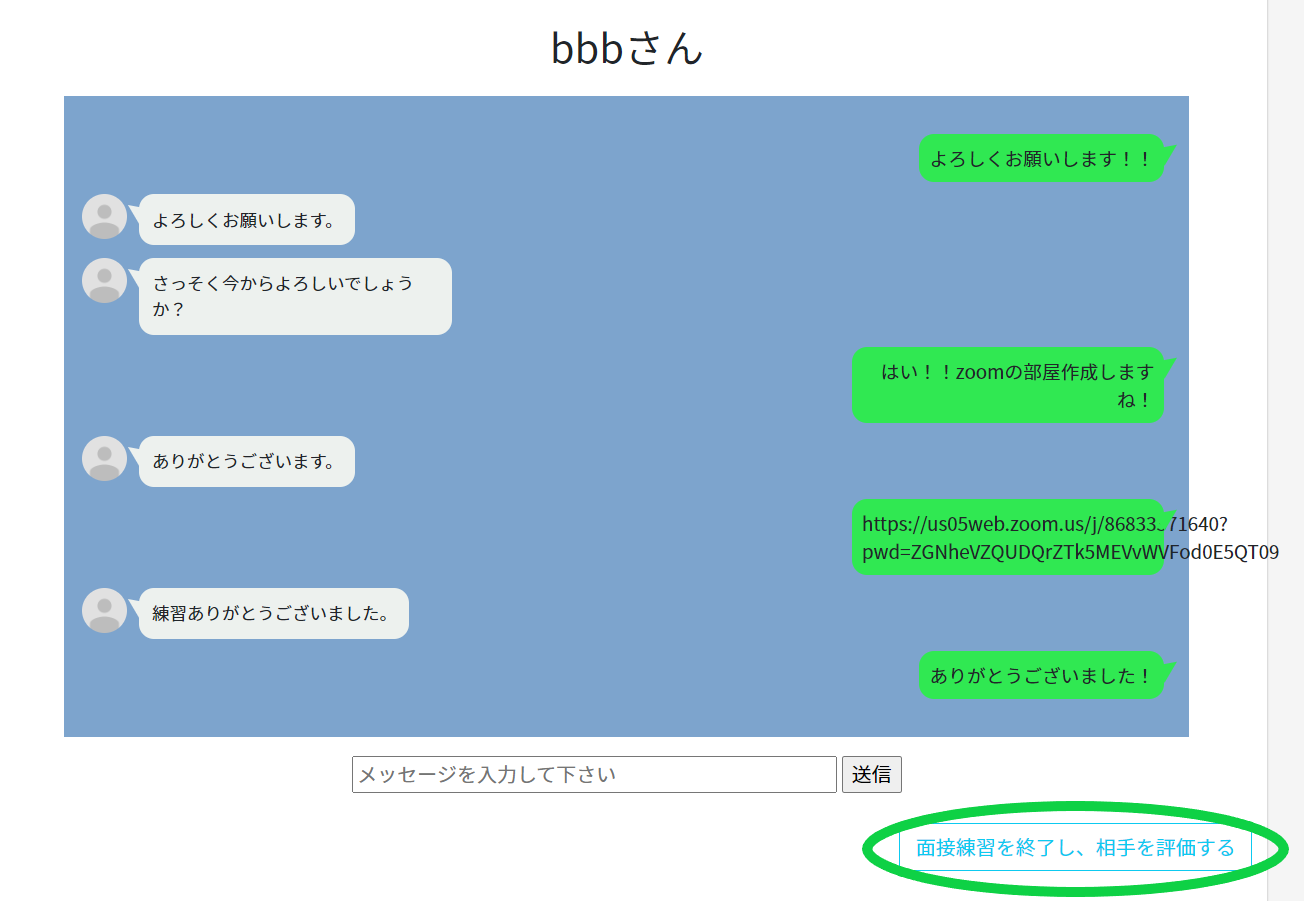 bbbさん
よろしくお願いします！！
よろしくお願いします。
さっそく今からよろしいでしょう
か？
はい！！zoomの部屋作成します
ね！
ありがとうございます。
https://us05web.zoom.us/j/86833571640?
pwd=ZGNheVZQUDQrZTk5MEVvWVFod0E5QT09
練習ありがとうございました。
ありがとうございました！
メッセージを入力して下さい 送信
面接練習を終了し、相手を評価する